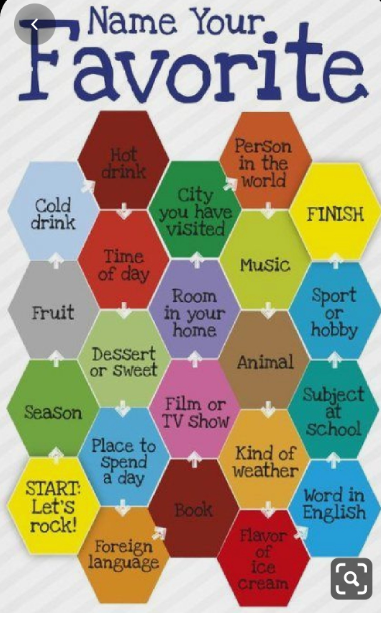 Name Your
Favorite
START:
Let's
rock!
Season
Fruit
Cold
drink
Hot
drink
Time
of day
Dessert
or sweet
Place to
spend
a day
Foreign
language
Book
Film or
TV show
Room
in your
home
City
you have
visited
Person
in the
world
Music
Animal
Kind of
weather
Flavor
of
ice
cream
Word in
English
Subject
at
school
Sport
or
hobby
FINISH